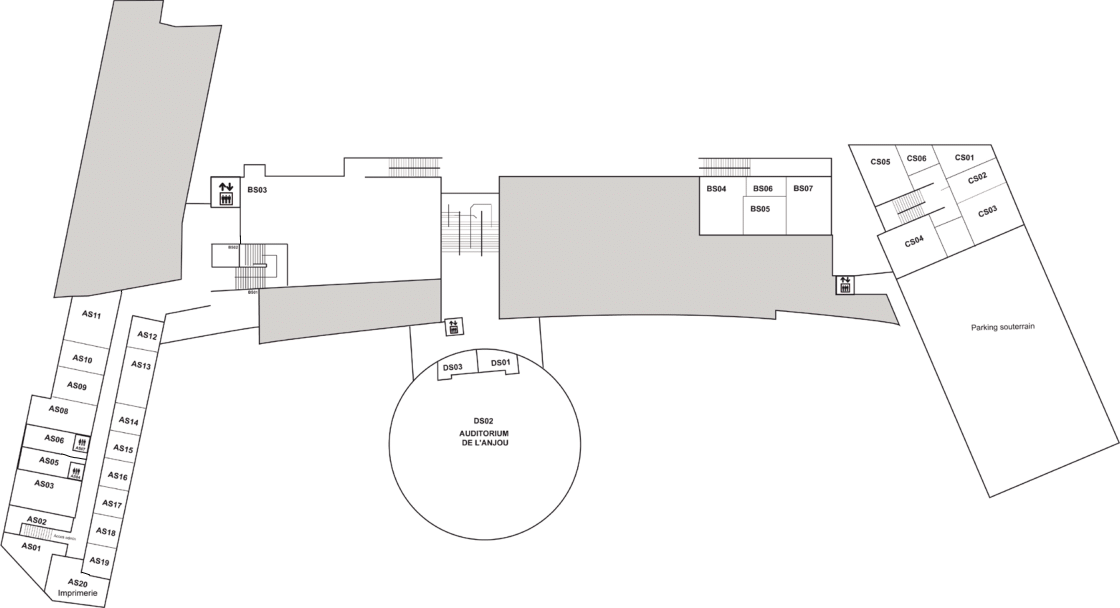 BS03
BS02
BS01
BS04
BS06
BS07
BS05
CS05
CS06
CS01
CS02
CS03
CS04
Parking souterrain
AS11
AS12
AS10
AS13
AS09
AS08
AS14
AS06
AS07
AS15
AS05
AS04
AS16
AS03
AS17
AS02
AS18
AS01
AS19
AS20
Imprimerie
DS03
DS01
DS02
AUDITORIUM
DE L'ANJOU